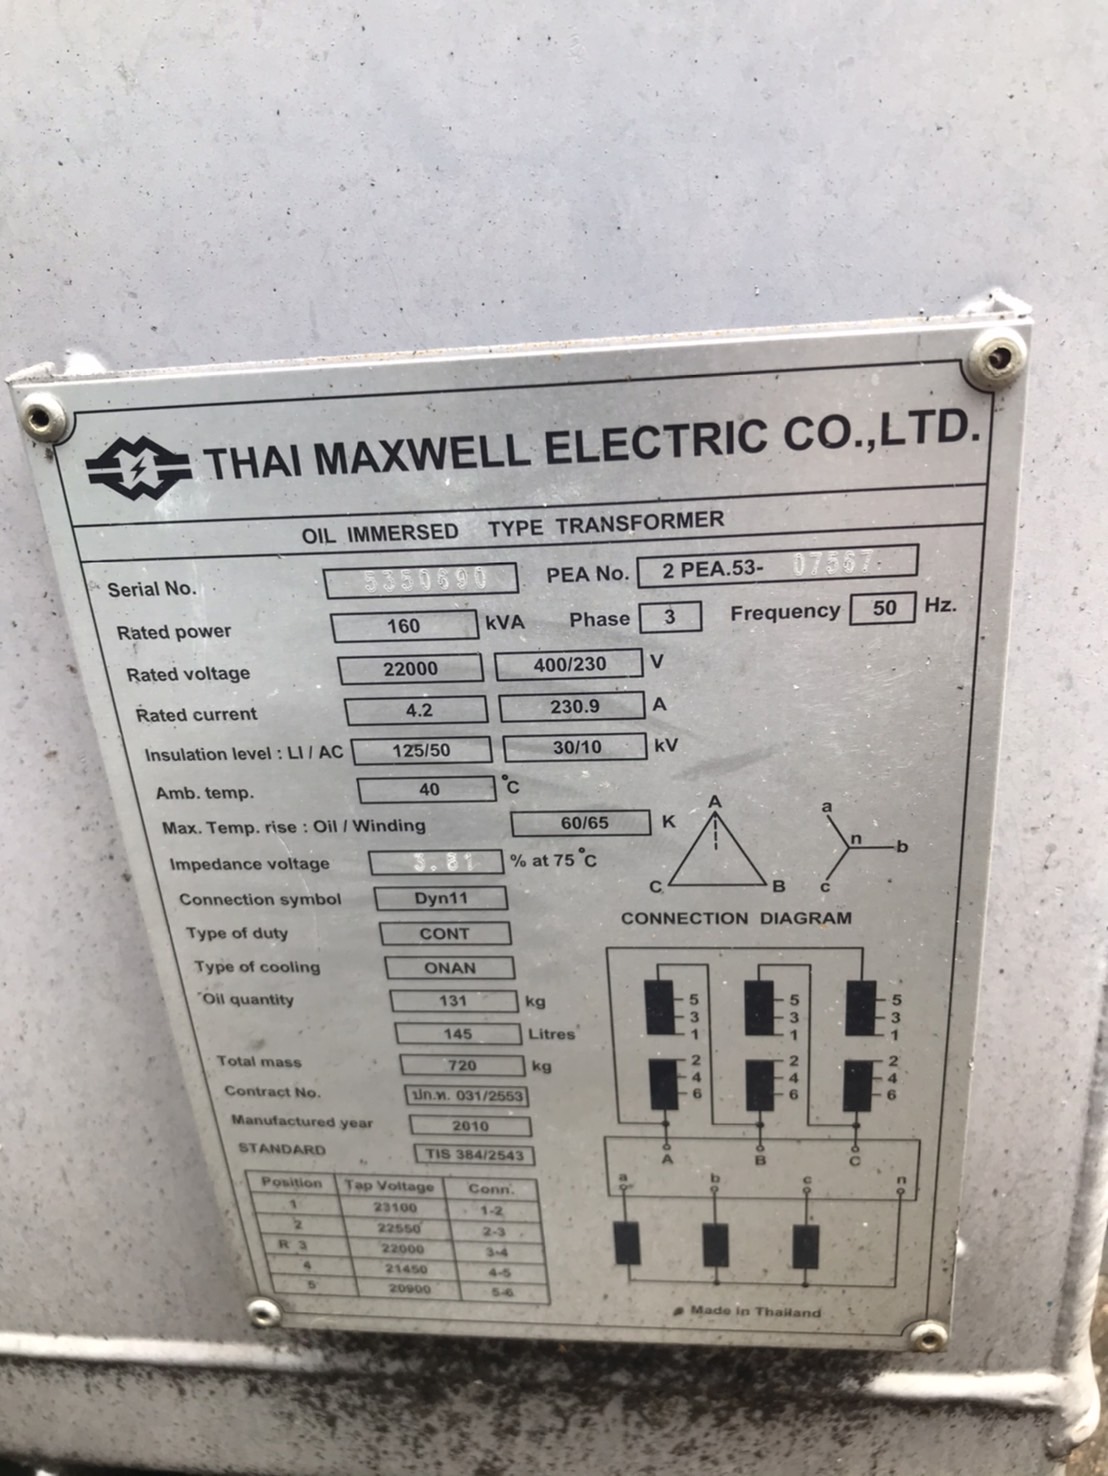 THAI MAXWELL ELECTRIC CO.,LTD.
OIL IMMERSED TYPE TRANSFORMER
Serial No. 5350690 PEA No. 2 PEA.53- 07567
Rated power 160 kVA Phase 3 Frequency 50 Hz.
Rated voltage 22000 400/230 V
Rated current 4.2 230.9 A
Insulation level : LI / AC 125/50 30/10 kV
Amb. temp. 40 °C
Max. Temp. rise : Oil / Winding 60/65 K
Impedance voltage 3.81 % at 75 °C
Connection symbol Dyn11
Type of duty CONT
Type of cooling ONAN
Oil quantity 131 kg
145 Litres
Total mass 720 kg
Contract No. ปก.ห. 031/2553
Manufactured year 2010
STANDARD TIS 384/2543
Position Tap Voltage Conn.
1 23100 1-2
2 22550 2-3
R 3 22000 3-4
4 21450 4-5
5 20900 5-6
A
C B
a
n b
c
CONNECTION DIAGRAM
5 5 5
3 3 3
1 1 1
2 2 2
4 4 4
6 6 6
A B C
a b c n
Made in Thailand